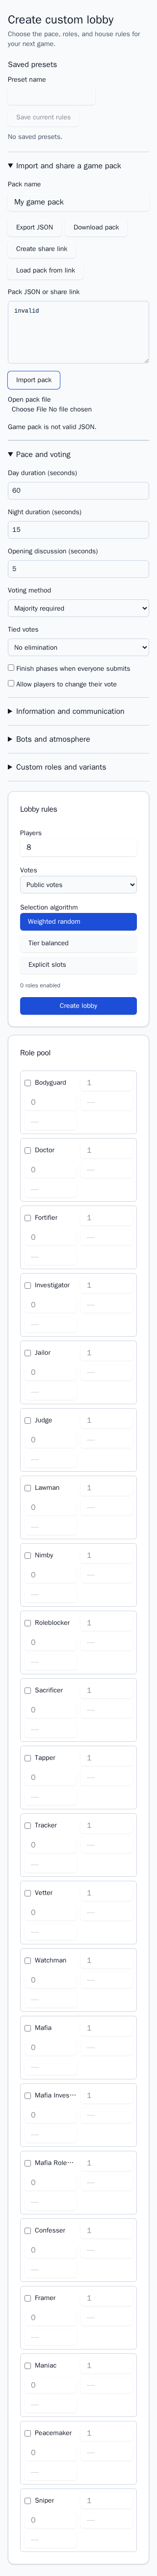 Create custom lobby
Choose the pace, roles, and house rules for
your next game.
Saved presets
Preset name
Save current rules
No saved presets.
▼ Import and share a game pack
Pack name
My game pack
Export JSON
Download pack
Create share link
Load pack from link
Pack JSON or share link
invalid
Import pack
Open pack file
Choose File No file chosen
Game pack is not valid JSON.
▼ Pace and voting
Day duration (seconds)
60
Night duration (seconds)
15
Opening discussion (seconds)
5
Voting method
Majority required
Tied votes
No elimination
Finish phases when everyone submits
Allow players to change their vote
▶ Information and communication
▶ Bots and atmosphere
▶ Custom roles and variants
Lobby rules
Players
8
Votes
Public votes
Selection algorithm
Weighted random
Tier balanced
Explicit slots
0 roles enabled
Create lobby
Role pool
Bodyguard 1
0 —
—
Doctor 1
0 —
—
Fortifier 1
0 —
—
Investigator 1
0 —
—
Jailor 1
0 —
—
Judge 1
0 —
—
Lawman 1
0 —
—
Nimby 1
0 —
—
Roleblocker 1
0 —
—
Sacrificer 1
0 —
—
Tapper 1
0 —
—
Tracker 1
0 —
—
Vetter 1
0 —
—
Watchman 1
0 —
—
Mafia 1
0 —
—
Mafia Inves… 1
0 —
—
Mafia Role… 1
0 —
—
Confesser 1
0 —
—
Framer 1
0 —
—
Maniac 1
0 —
—
Peacemaker 1
0 —
—
Sniper 1
0 —
—